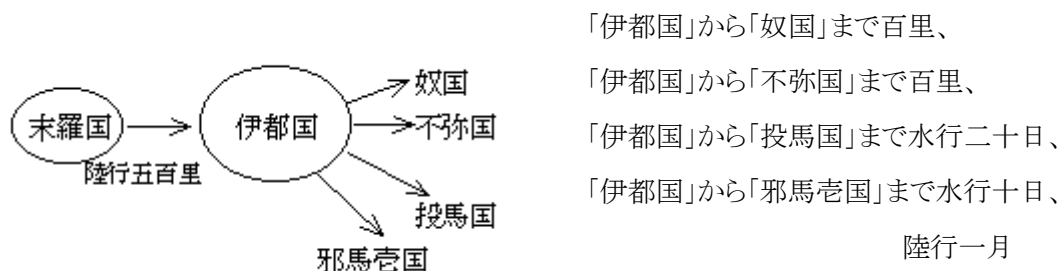 末羅国
陸行五百里
伊都国
奴国
不弥国
投馬国
邪馬壱国
「伊都国」から「奴国」まで百里、
「伊都国」から「不弥国」まで百里、
「伊都国」から「投馬国」まで水行二十日、
「伊都国」から「邪馬壱国」まで水行十日、
陸行一月